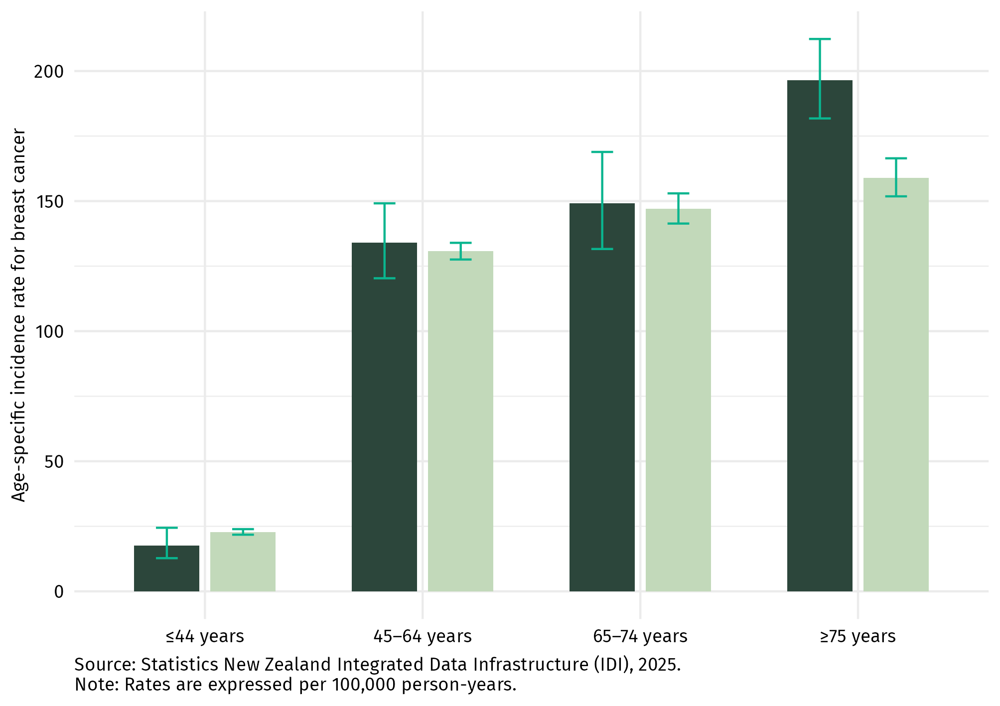 Age-specific incidence rate for breast cancer
200
150
100
50
0
≤44 years
45–64 years
65–74 years
≥75 years
Source: Statistics New Zealand Integrated Data Infrastructure (IDI), 2025.
Note: Rates are expressed per 100,000 person-years.